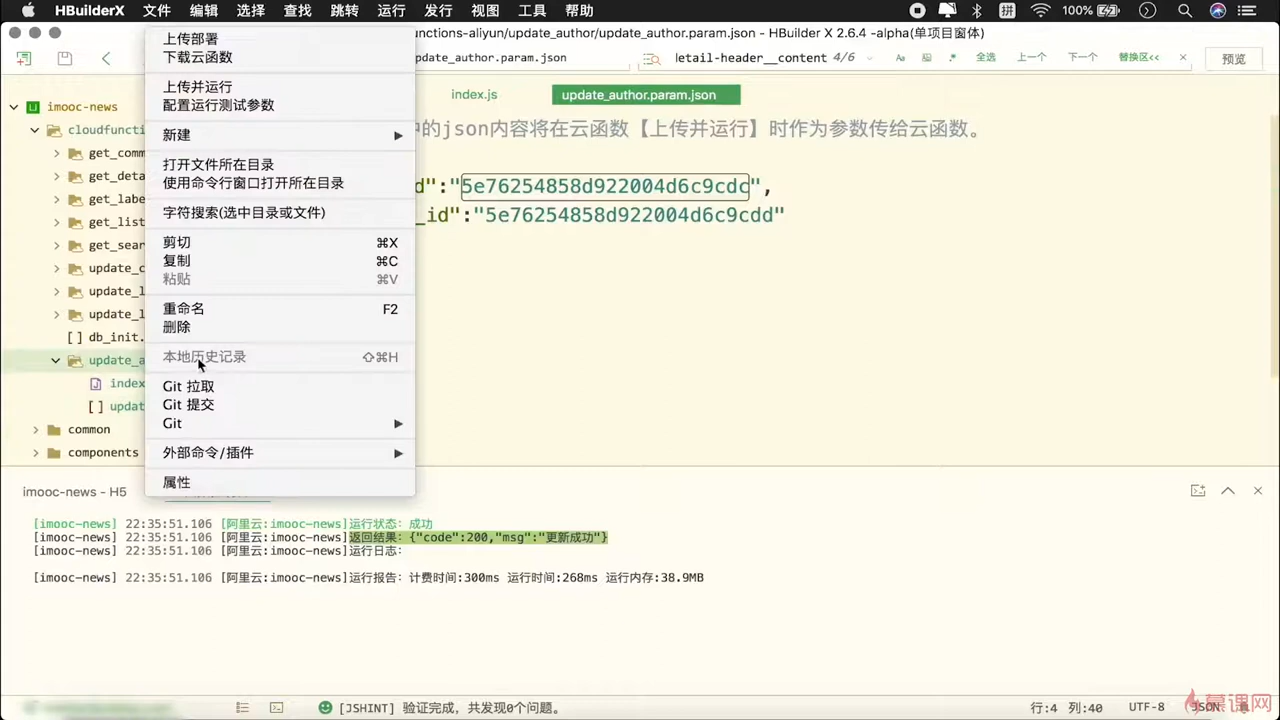 HBuilderX 文件 编辑 选择 查找 跳转 运行 发行 视图 工具 帮助 拼 100%
nctions-aliyun/update_author/update_author.param.json - HBuilder X 2.6.4 -alpha(单项目窗体)
pdate_author.param.json letail-header__content 4/6 Aa .* 全选 上一个 下一个 替换区<< 预览
index.js update_author.param.json
imooc-news
cloudfuncti
get_comm
get_deta
get_labe
get_list
get_sear
update_c
update_l
update_l
[ ] db_init.
update_a
index
[ ] updat
common
components
中的json内容将在云函数【上传并运行】时作为参数传给云函数。
d":"5e76254858d922004d6c9cdc",
_id":"5e76254858d922004d6c9cdd"
上传部署
下载云函数
上传并运行
配置运行测试参数
新建
打开文件所在目录
使用命令行窗口打开所在目录
字符搜索(选中目录或文件)
剪切 ⌘X
复制 ⌘C
粘贴 ⌘V
重命名 F2
删除
本地历史记录 ⇧⌘H
Git 拉取
Git 提交
Git
外部命令/插件
属性
imooc-news - H5
[imooc-news] 22:35:51.106 [阿里云:imooc-news]运行状态: 成功
[imooc-news] 22:35:51.106 [阿里云:imooc-news]返回结果: {"code":200,"msg":"更新成功"}
[imooc-news] 22:35:51.106 [阿里云:imooc-news]运行日志:
[imooc-news] 22:35:51.106 [阿里云:imooc-news]运行报告: 计费时间:300ms 运行时间:268ms 运行内存:38.9MB
[JSHINT] 验证完成，共发现0个问题。 行:4 列:40 UTF-8 JSON
慕课网